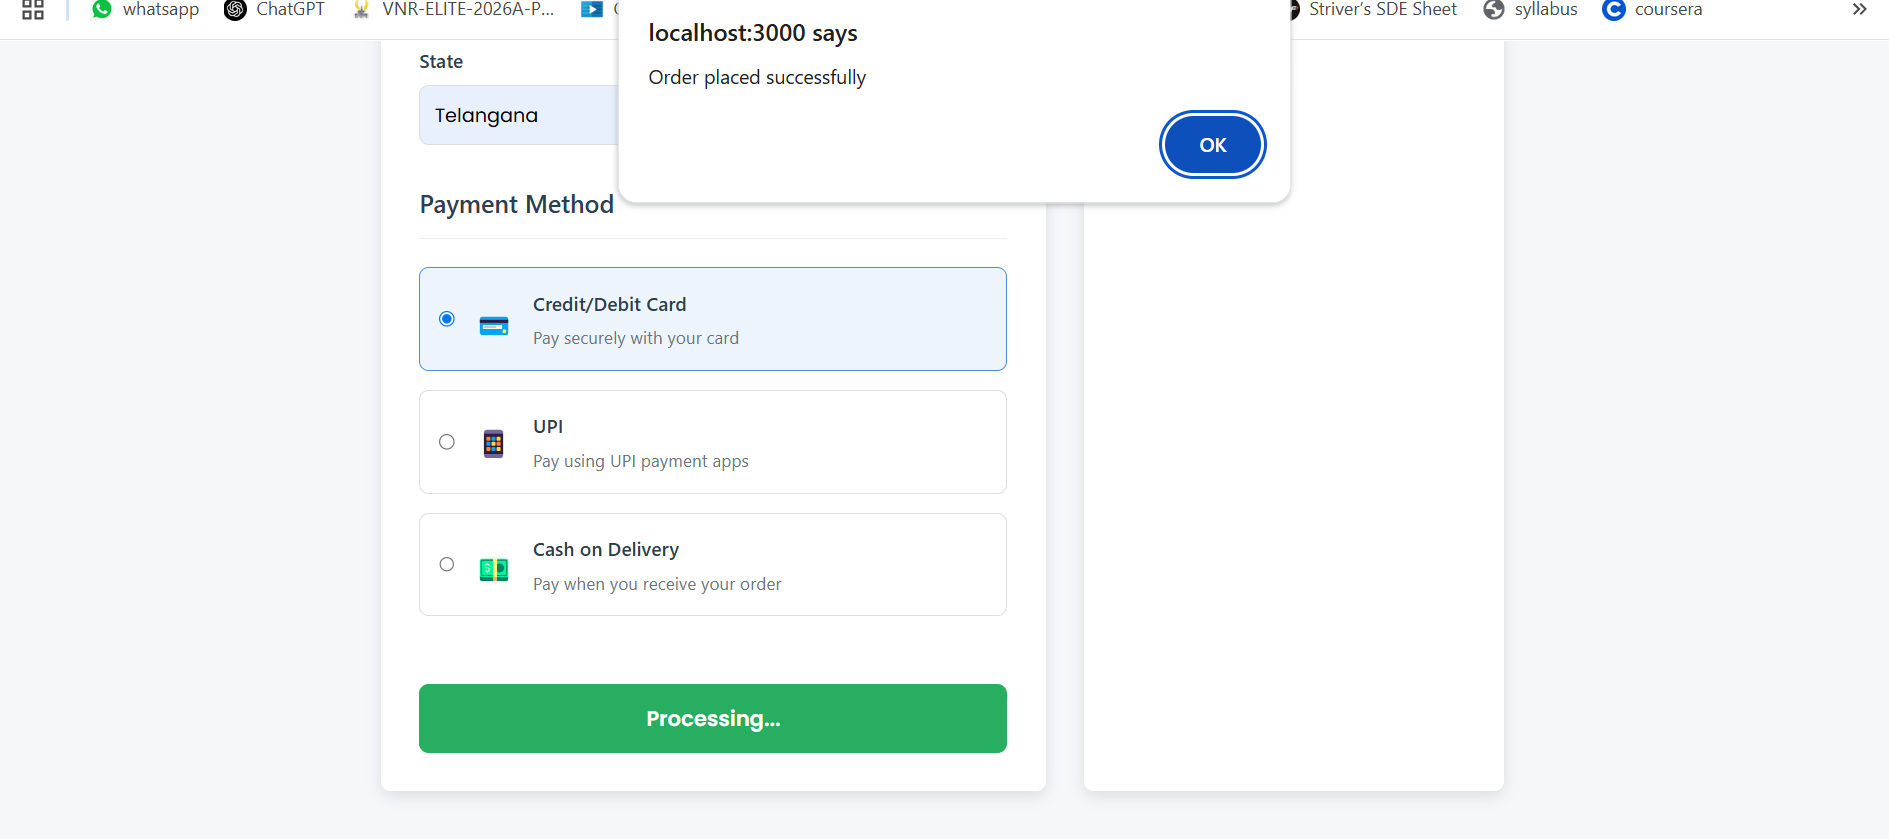 whatsapp
ChatGPT
VNR-ELITE-2026A-P...
Striver's SDE Sheet
syllabus
coursera
localhost:3000 says
Order placed successfully
OK
State
Telangana
Payment Method
Credit/Debit Card
Pay securely with your card
UPI
Pay using UPI payment apps
Cash on Delivery
Pay when you receive your order
Processing...